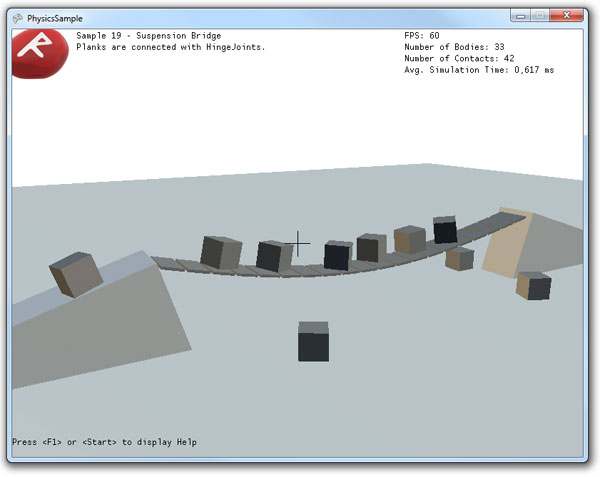 PhysicsSample
Sample 19 - Suspension Bridge
Planks are connected with HingeJoints.
FPS: 60
Number of Bodies: 33
Number of Contacts: 42
Avg. Simulation Time: 0,617 ms
Press <F1> or <Start> to display Help